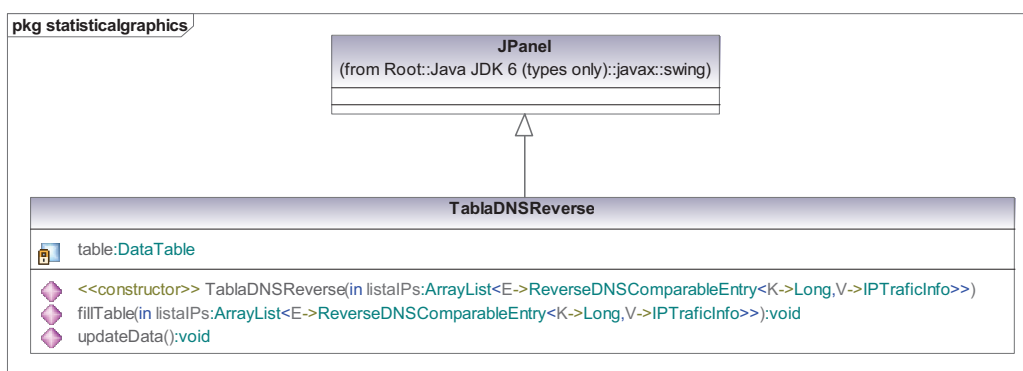 pkg statisticalgraphics
JPanel
(from Root::Java JDK 6 (types only)::javax::swing)
TablaDNSReverse
table:DataTable
<<constructor>> TablaDNSReverse(in listaIPs:ArrayList<E->ReverseDNSComparableEntry<K->Long,V->IPTraficInfo>>)
fillTable(in listaIPs:ArrayList<E->ReverseDNSComparableEntry<K->Long,V->IPTraficInfo>>):void
updateData():void